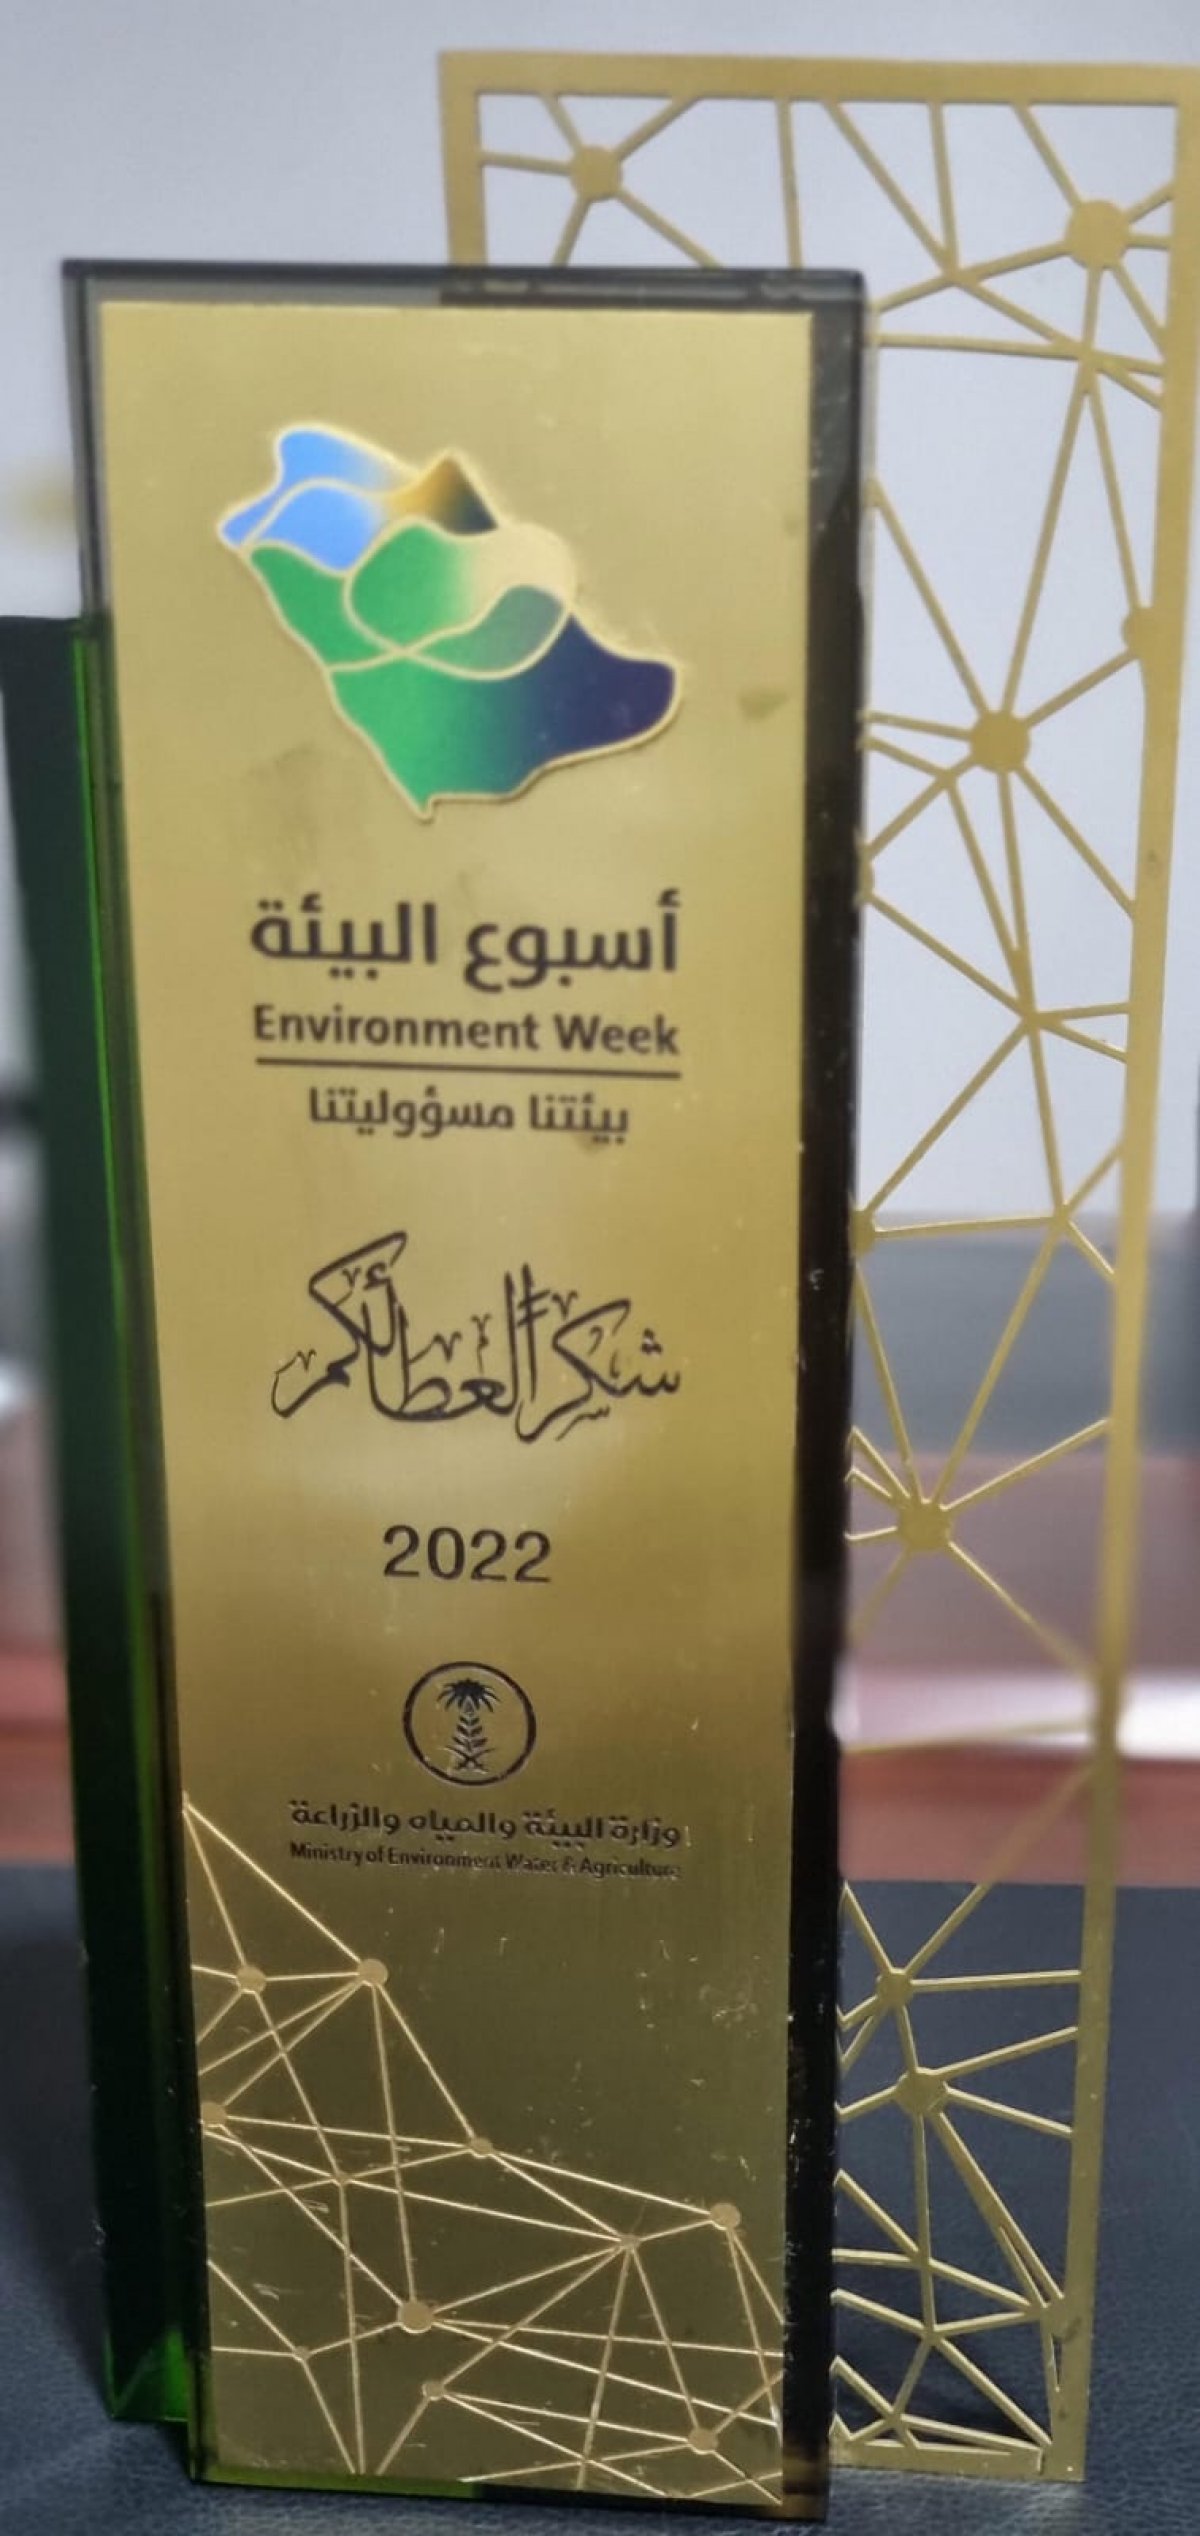 أسبوع البيئة
Environment Week
بيئتنا مسؤوليتنا
شكراً لعطائكم
2022
وزارة البيئة والمياه والزراعة
Ministry of Environment Water & Agriculture